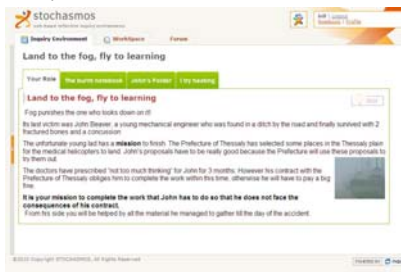 stochasmos
Inquiry Environment WorkSpace Forum
Land to the fog, fly to learning
Your Role The burnt notebook John's Folder I try hooking
Land to the fog, fly to learning
Fog punishes the one who looks down on it!
Its last victim was John Beaver, a young mechanical engineer who was found in a ditch by the road and finally survived with 2
fractured bones and a concussion
The unfortunate young lad has a mission to finish. The Prefecture of Thessaly has selected some places in the Thessaly plain
for the medical helicopters to land. John's proposals have to be really good because the Prefecture will use these proposals to
try them out.
The doctors have prescribed 'not too much thinking' for John for 3 months. However his contract with the
Prefecture of Thessaly obliges him to complete the work within this time, otherwise he will have to pay a big
fine.
It is your mission to complete the work that John has to do so that he does not face the
consequences of his contract.
From his side you will be helped by all the material he managed to gather till the day of the accident.
©2010 Copyright STOCHASMOS, All Rights Reserved